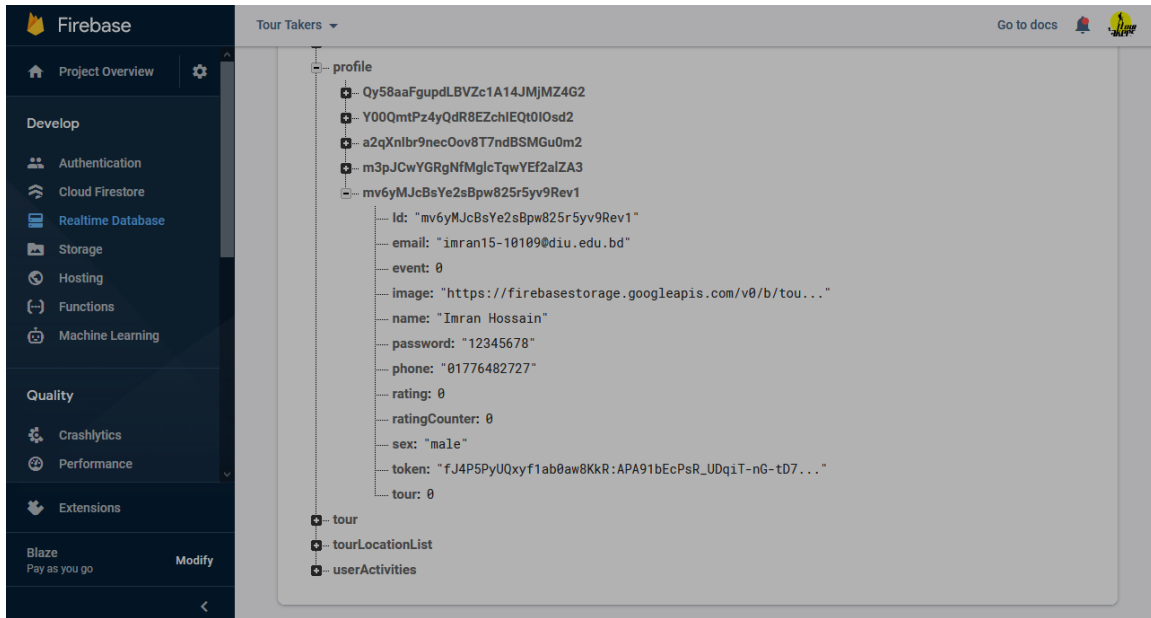 Firebase
Tour Takers
Go to docs
Project Overview
Develop
Authentication
Cloud Firestore
Realtime Database
Storage
Hosting
Functions
Machine Learning
Quality
Crashlytics
Performance
Extensions
Blaze
Pay as you go
Modify
profile
Qy58aaFgupdLBVZc1A14JMjMZ4G2
Y00QmtPz4yQdR8EZchIEQt0IOsd2
a2qXnlbr9necOov8T7ndBSMGu0m2
m3pJCwYGRgNfMglcTqwYEf2alZA3
mv6yMJcBsYe2sBpw825r5yv9Rev1
Id: "mv6yMJcBsYe2sBpw825r5yv9Rev1"
email: "imran15-10109@diu.edu.bd"
event: 0
image: "https://firebasestorage.googleapis.com/v0/b/tou..."
name: "Imran Hossain"
password: "12345678"
phone: "01776482727"
rating: 0
ratingCounter: 0
sex: "male"
token: "fJ4P5PyUQxyf1ab0aw8KkR:APA91bEcPsR_UDqiT-nG-tD7..."
tour: 0
tour
tourLocationList
userActivities